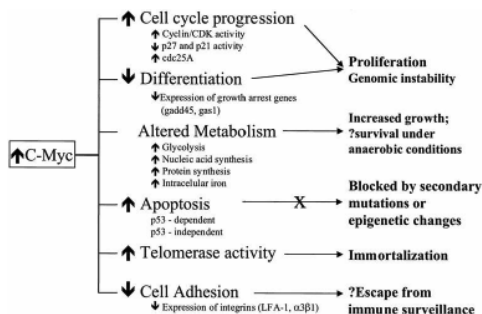 ↑ Cell cycle progression
↑ Cyclin/CDK activity
↓ p27 and p21 activity
↑ cdc25A
Proliferation
Genomic instability
↓ Differentiation
↓Expression of growth arrest genes
(gadd45, gas1)
Altered Metabolism
↑ Glycolysis
↑ Nucleic acid synthesis
↑ Protein synthesis
↑ Intracelular iron
Increased growth;
?survival under
anaerobic conditions
↑C-Myc
↑ Apoptosis
p53 - dependent
p53 - independent
X
Blocked by secondary
mutations or
epigenetic changes
↑ Telomerase activity
Immortalization
↓ Cell Adhesion
↓ Expression of integrins (LFA-1, α3β1)
?Escape from
immune surveillance